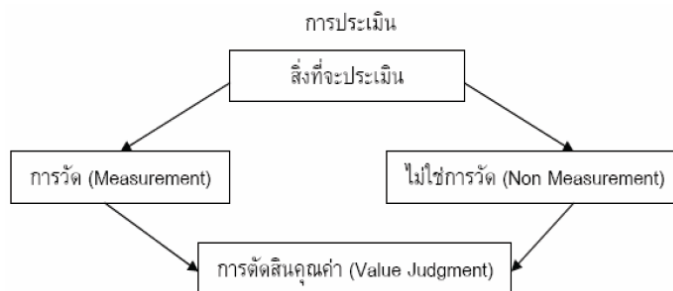 การประเมิน
สิ่งที่จะประเมิน
การวัด (Measurement)
ไม่ใช่การวัด (Non Measurement)
การตัดสินคุณค่า (Value Judgment)